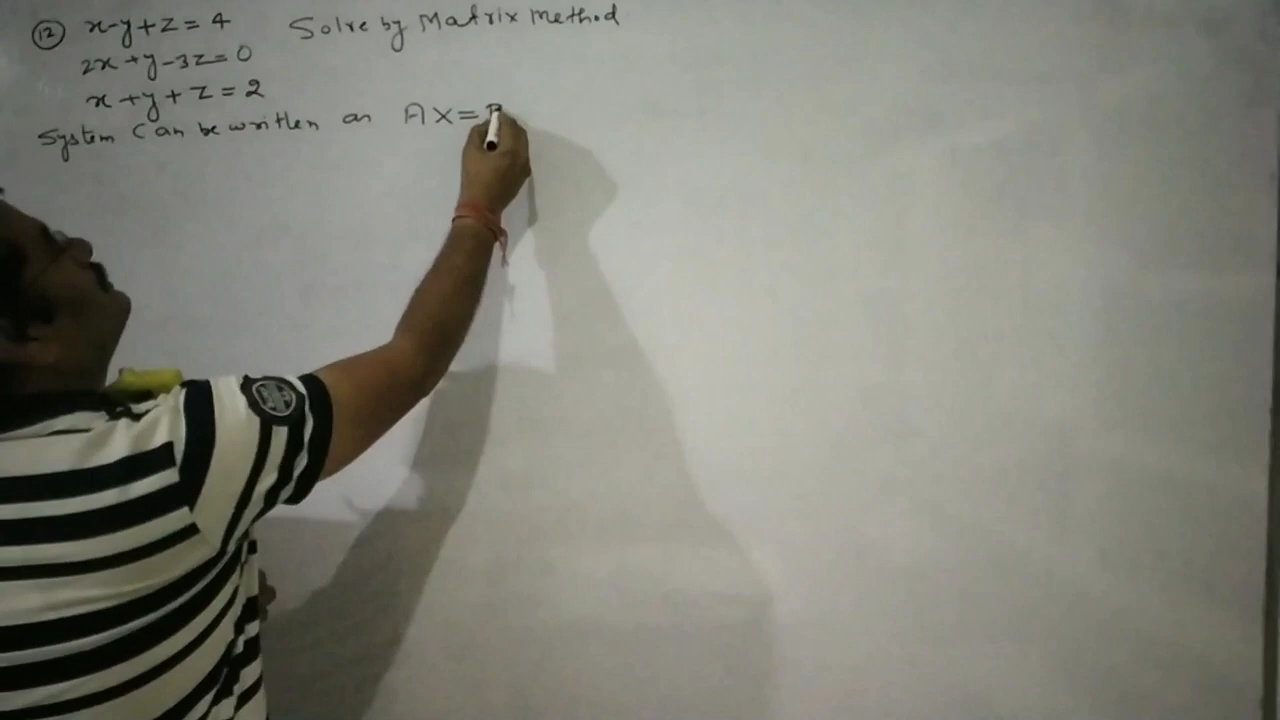 (12) x-y+z=4 Solve by Matrix Method
2x+y-3z=0
x+y+z=2
System Can be written as AX=B